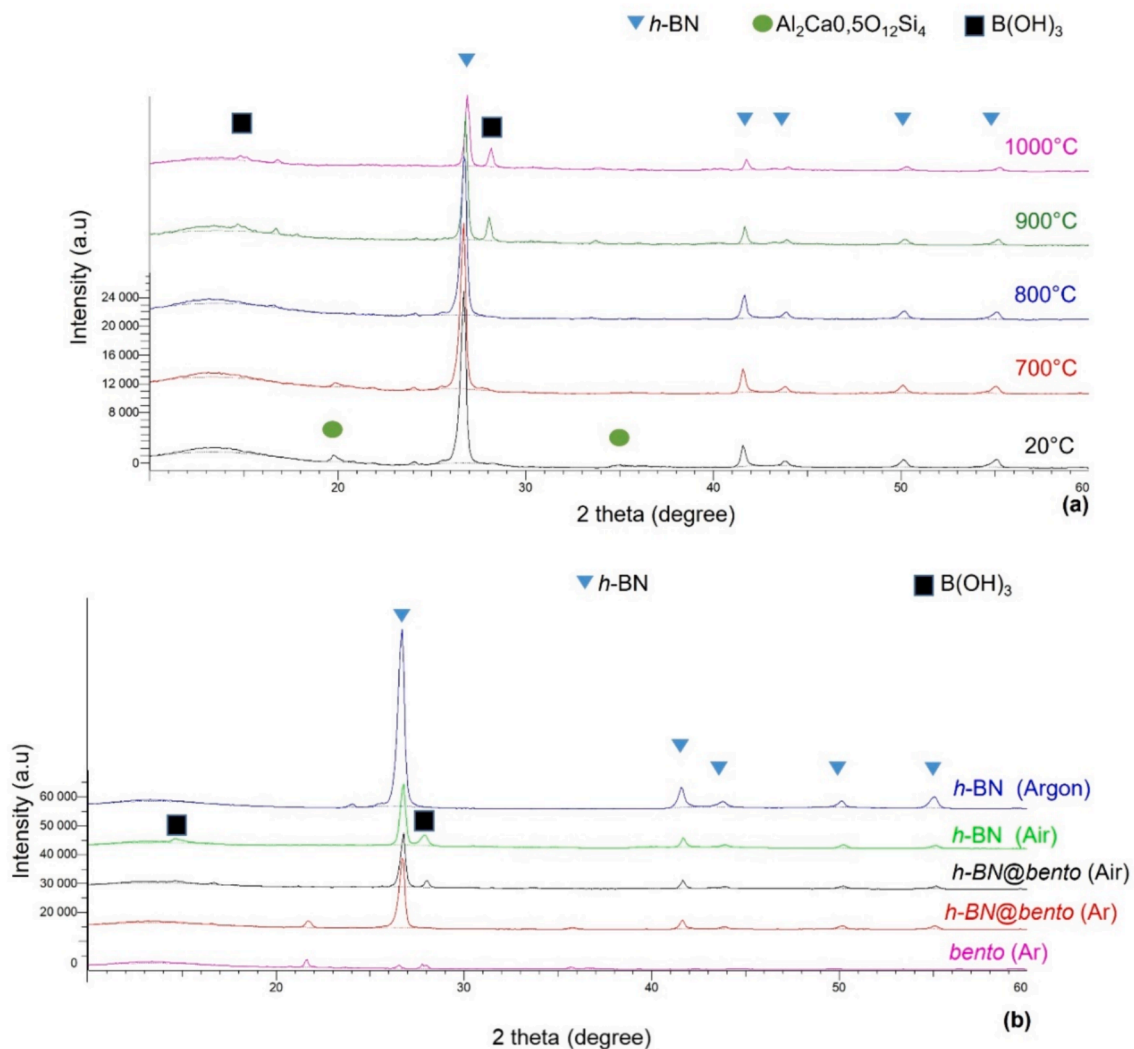 h-BN Al₂Ca0,5O₁₂Si₄ B(OH)₃
1000°C
900°C
800°C
700°C
20°C
Intensity (a.u)
24 000
20 000
16 000
12 000
8 000
0
20 30 40 50 60
2 theta (degree)
(a)
h-BN B(OH)₃
h-BN (Argon)
h-BN (Air)
h-BN@bento (Air)
h-BN@bento (Ar)
bento (Ar)
Intensity (a.u)
60 000
50 000
40 000
30 000
20 000
0
20 30 40 50 60
2 theta (degree)
(b)